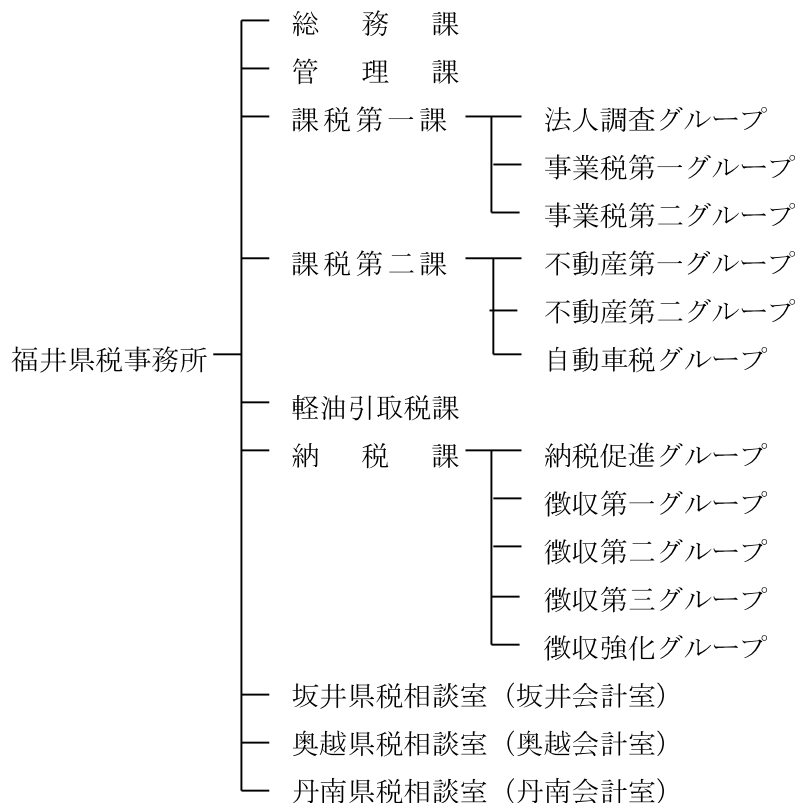 総務課
管理課
課税第一課 法人調査グループ
事業税第一グループ
事業税第二グループ
課税第二課 不動産第一グループ
不動産第二グループ
福井県税事務所 自動車税グループ
軽油引取税課
納税課 納税促進グループ
徴収第一グループ
徴収第二グループ
徴収第三グループ
徴収強化グループ
坂井県税相談室（坂井会計室）
奥越県税相談室（奥越会計室）
丹南県税相談室（丹南会計室）